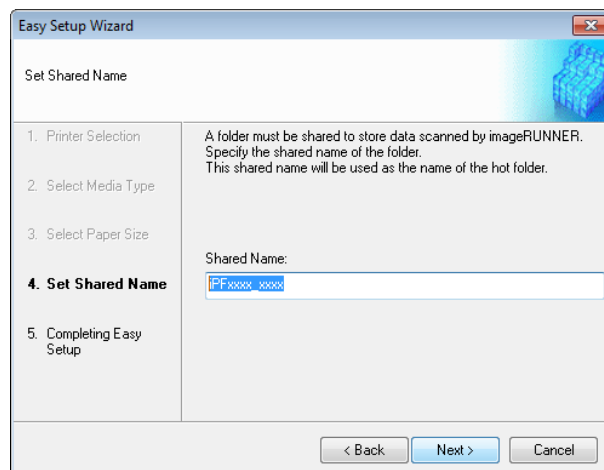 Easy Setup Wizard
Set Shared Name
1. Printer Selection
2. Select Media Type
3. Select Paper Size
4. Set Shared Name
5. Completing Easy
Setup
A folder must be shared to store data scanned by imageRUNNER.
Specify the shared name of the folder.
This shared name will be used as the name of the hot folder.
Shared Name:
iPFxxxx_xxxx
< Back
Next >
Cancel